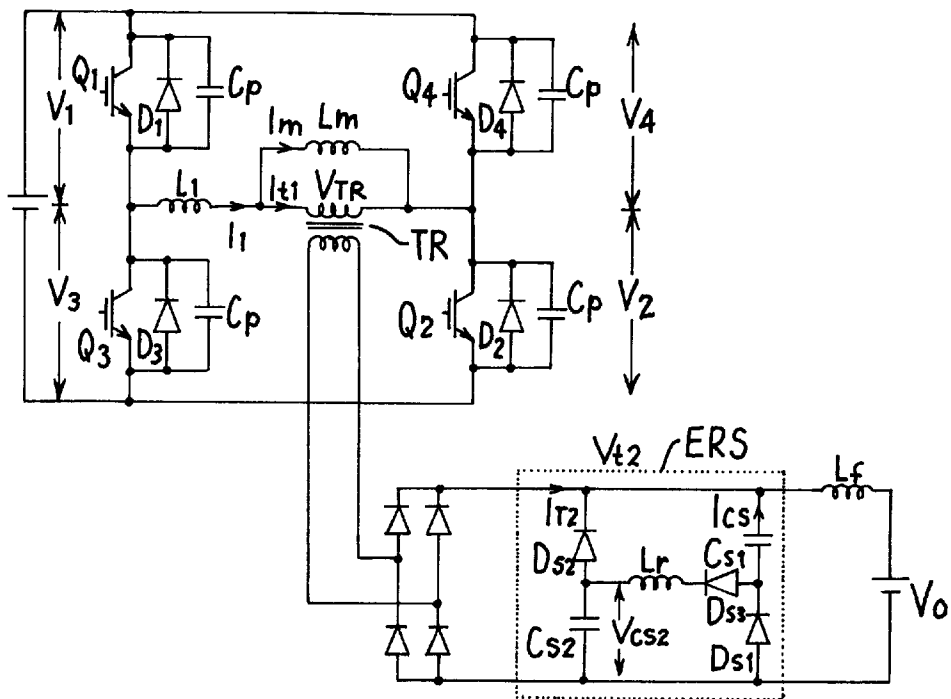 Q1
D1
Cp
Q4
D4
Cp
V1
V4
Im
Lm
L1
It1
VTR
I1
TR
V3
Q3
D3
Cp
Q2
D2
Cp
V2
Vt2
ERS
Lf
IT2
Ics
Ds2
Lr
Cs1
Ds3
Vo
Cs2
Vcs2
Ds1